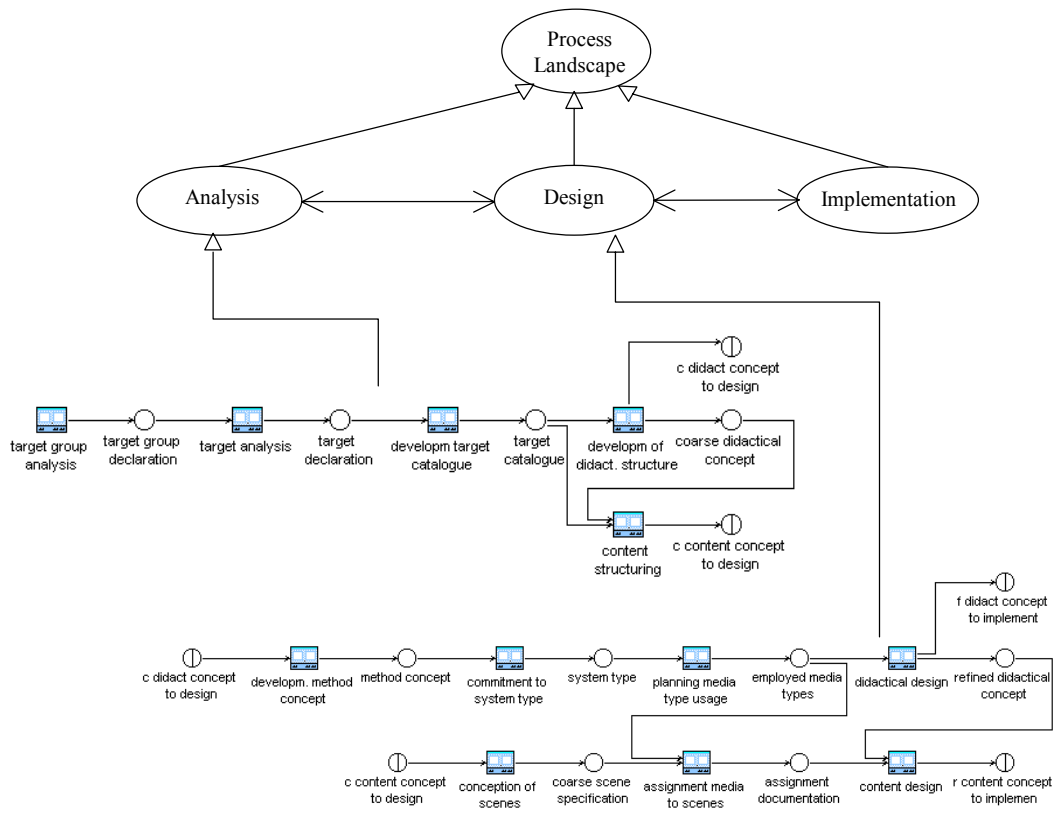 Process
Landscape
Analysis
Design
Implementation
c didact concept
to design
target group
analysis
target group
declaration
target analysis
target
declaration
developm target
catalogue
target
catalogue
developm of
didact. structure
coarse didactical
concept
content
structuring
c content concept
to design
f didact concept
to implement
c didact concept
to design
developm. method
concept
method concept
commitment to
system type
system type
planning media
type usage
employed media
types
didactical design
refined didactical
concept
c content concept
to design
conception of
scenes
coarse scene
specification
assignment media
to scenes
assignment
documentation
content design
r content concept
to implemen